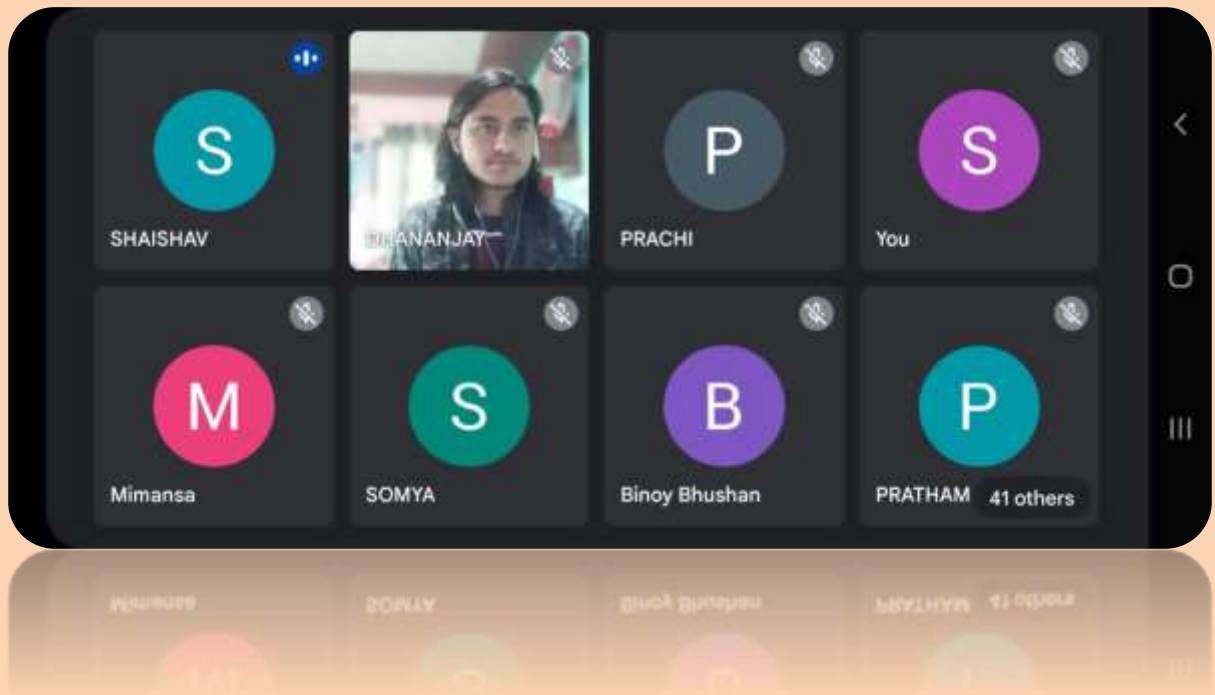 S
P
S
SHAISHAV
DHANANJAY
PRACHI
You
M
S
B
P
Mimansa
SOMYA
Binoy Bhushan
PRATHAM
41 others